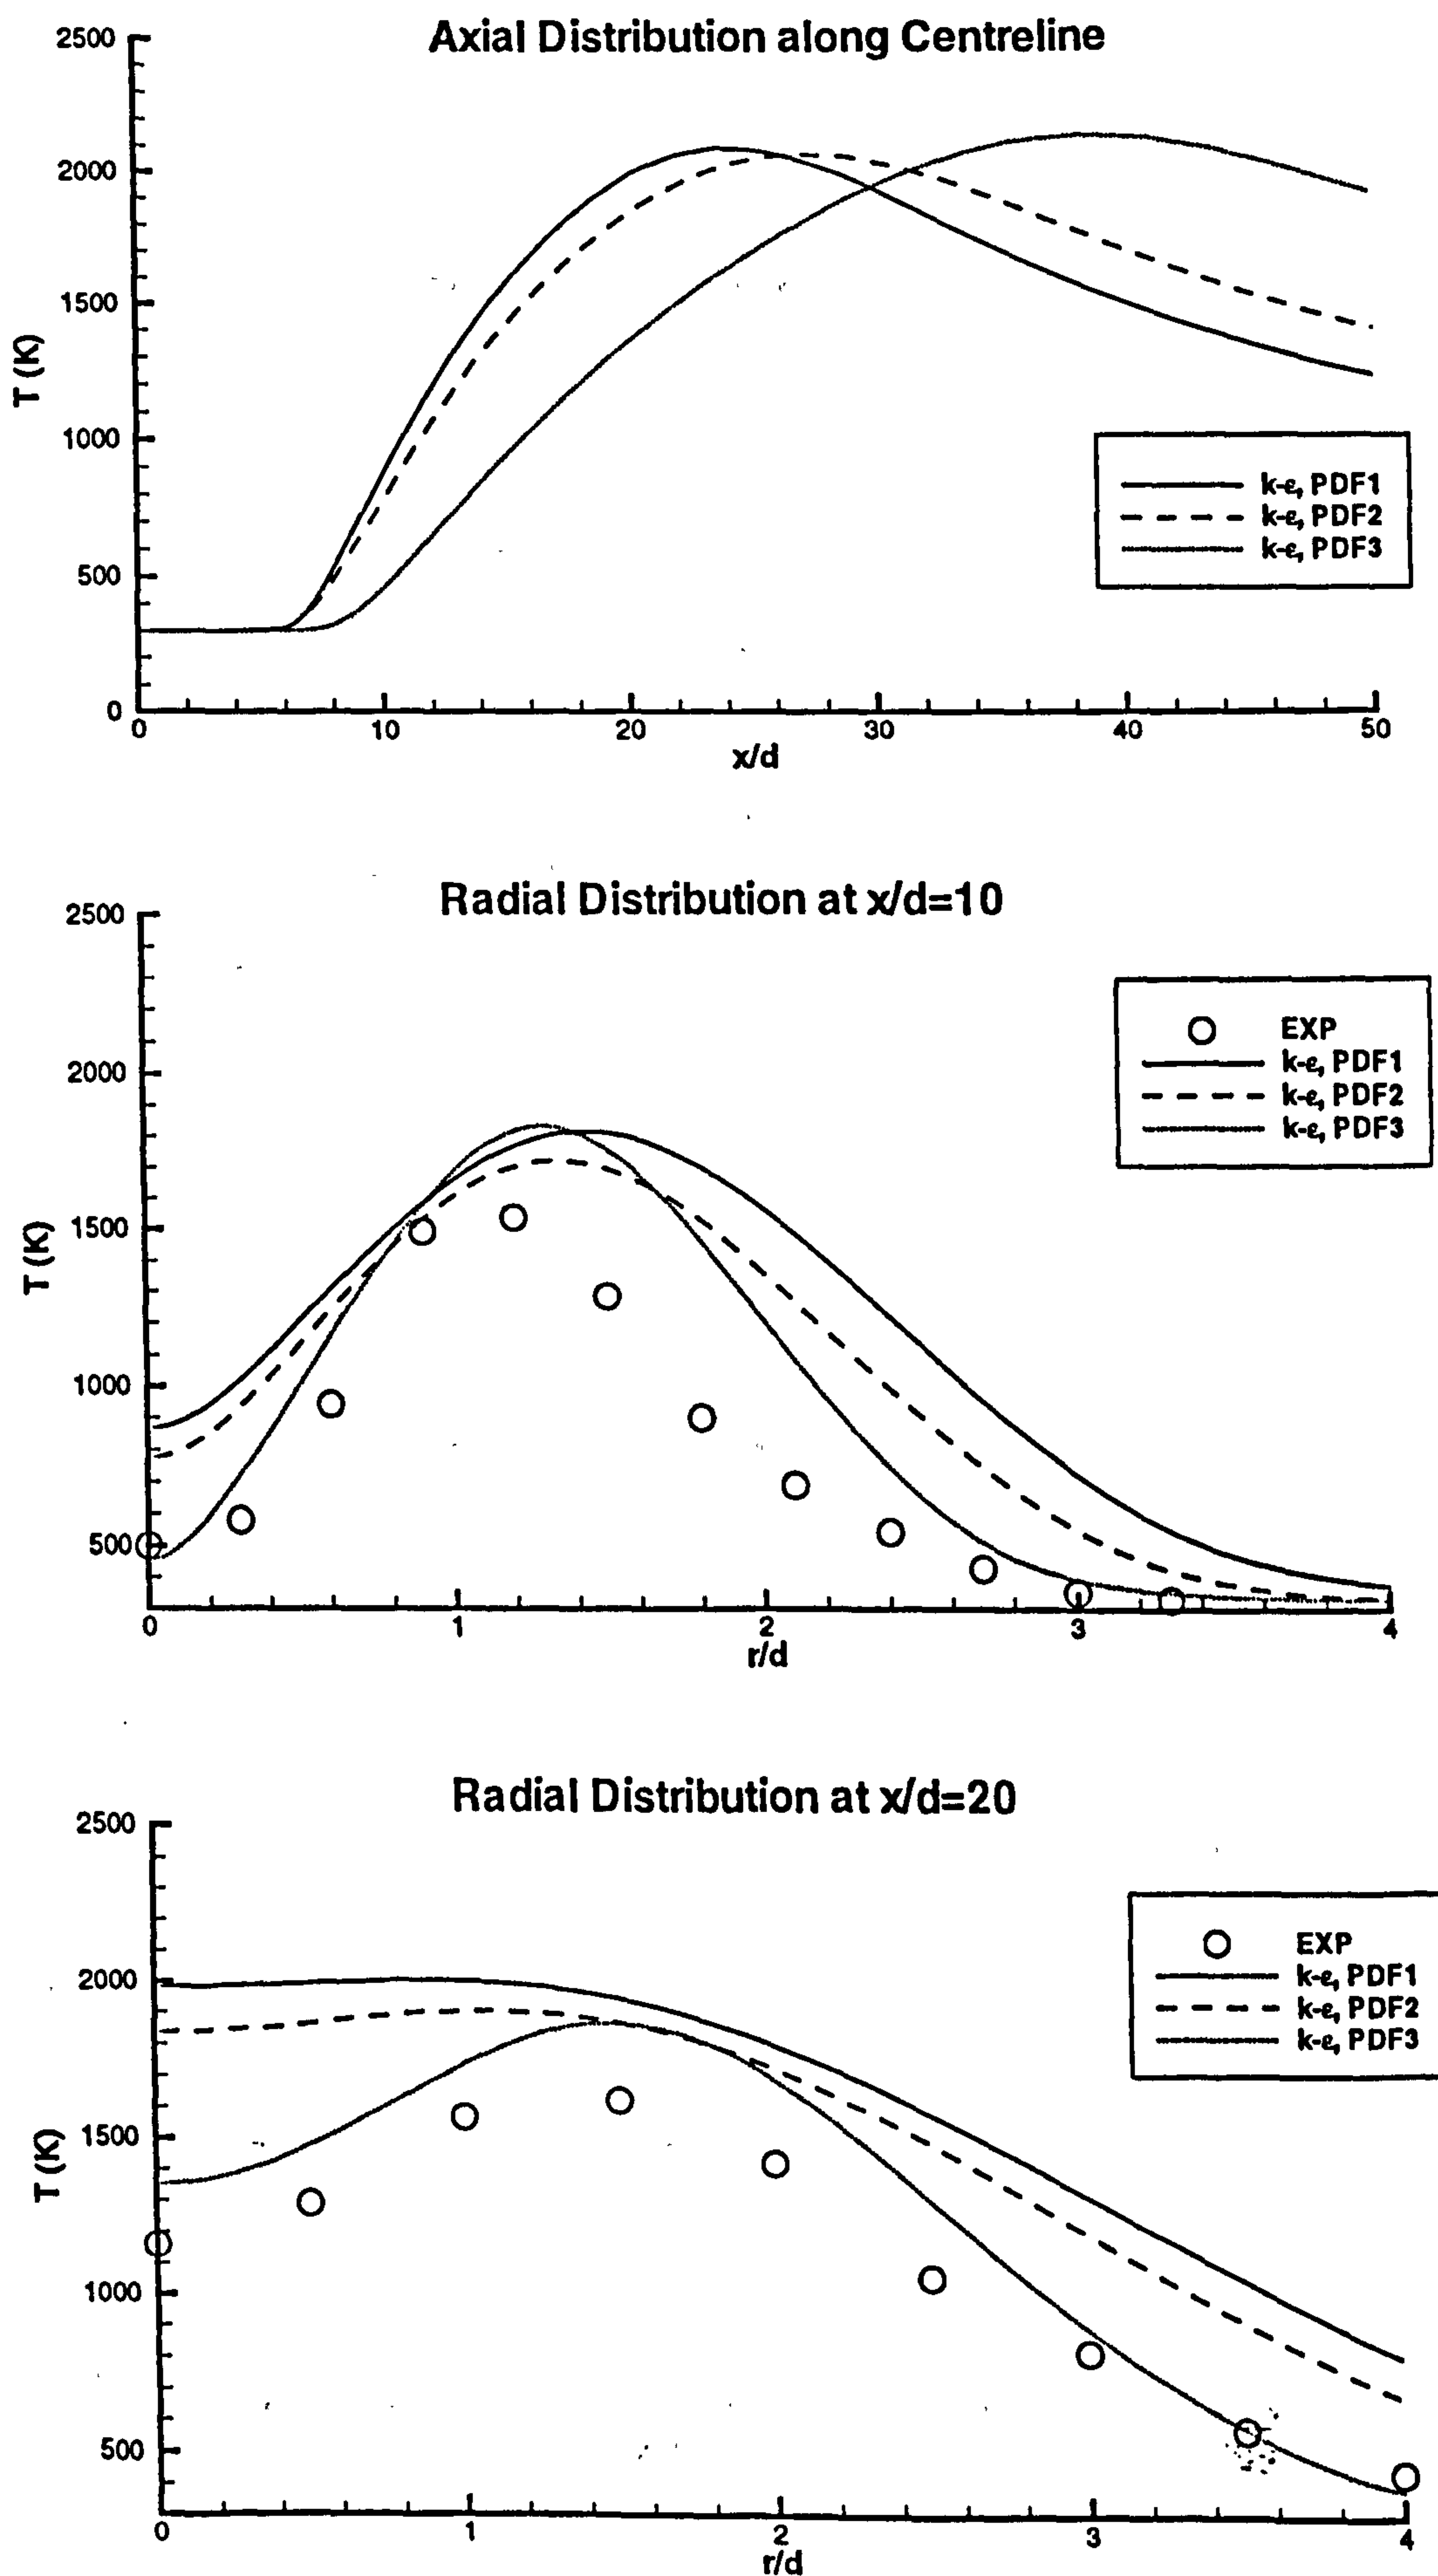 Axial Distribution along Centreline
2500
2000
1500
1000
500
0
T (K)
0 10 20 30 40 50
x/d
k-ε, PDF1
k-ε, PDF2
k-ε, PDF3
Radial Distribution at x/d=10
2500
2000
1500
1000
500
T (K)
0 1 2 3 4
r/d
EXP
k-ε, PDF1
k-ε, PDF2
k-ε, PDF3
Radial Distribution at x/d=20
2500
2000
1500
1000
500
T (K)
0 1 2 3 4
r/d
EXP
k-ε, PDF1
k-ε, PDF2
k-ε, PDF3